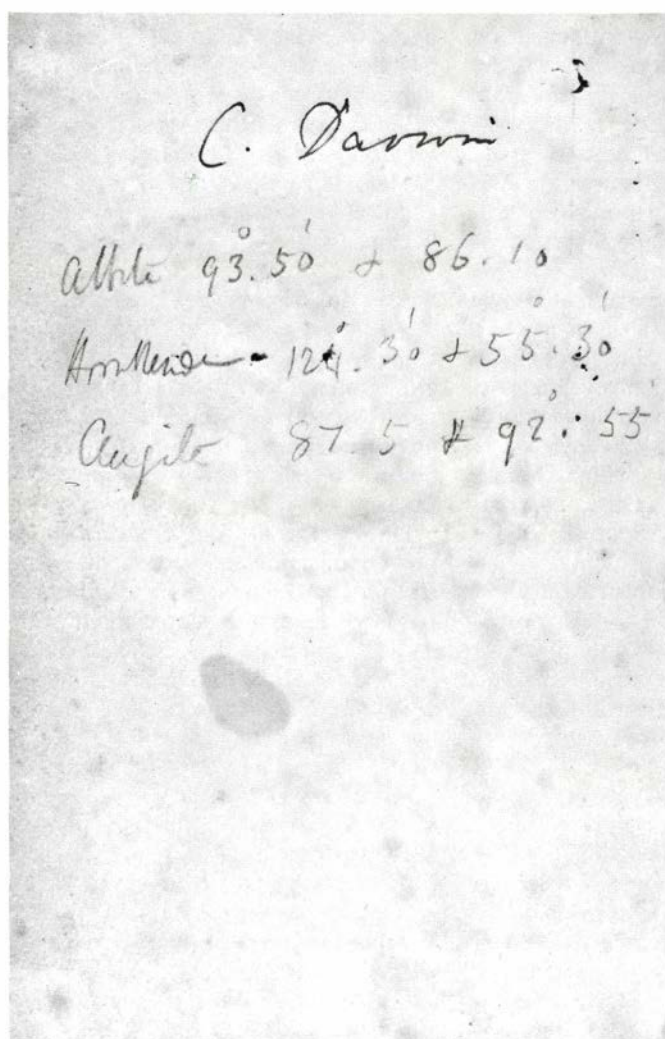 C. Darwin
Albite 93°.50' & 86.10
Hornblende - 124°. 30' & 55°. 30'
Augite 87 5 & 92°. 55'